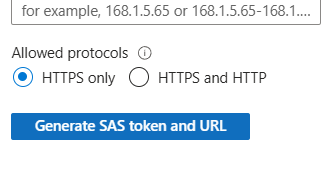 for example, 168.1.5.65 or 168.1.5.65-168.1....
Allowed protocols
HTTPS only HTTPS and HTTP
Generate SAS token and URL